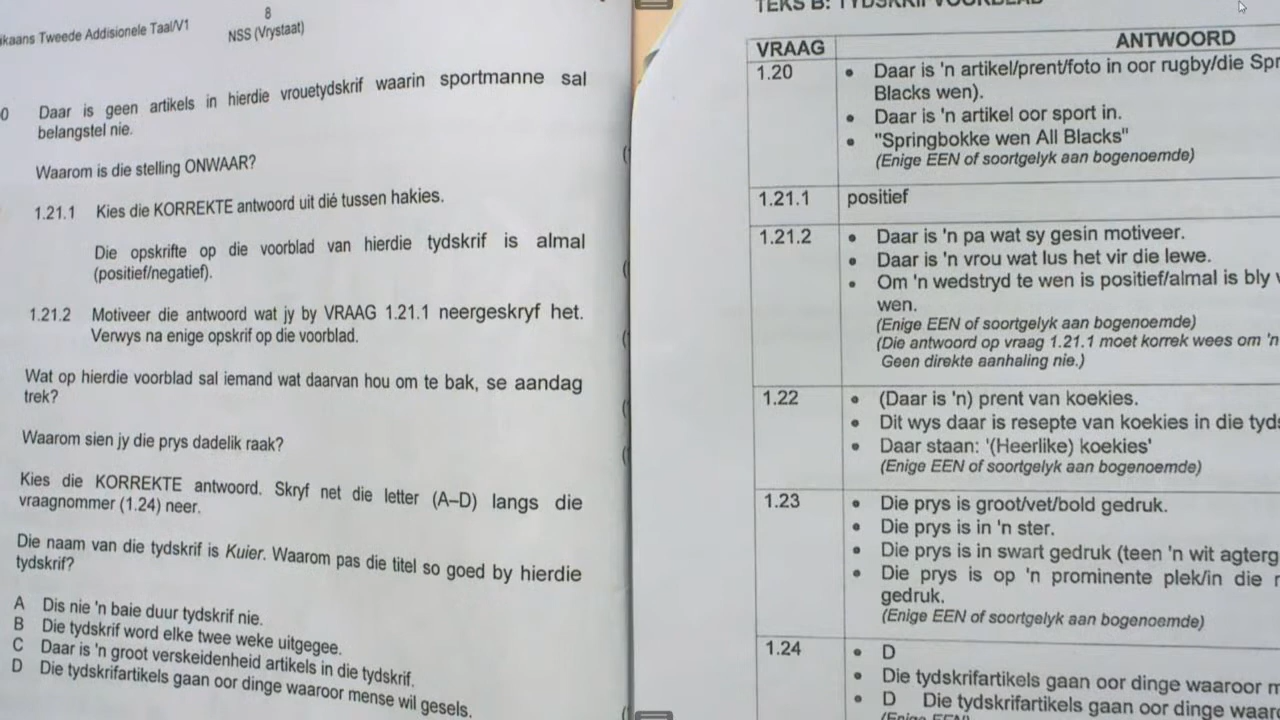 8
Tweede Addisionele Taal/V1
NSS (Vrystaat)
0 Daar is geen artikels in hierdie vrouetydskrif waarin sportmanne sal
belangstel nie.
Waarom is die stelling ONWAAR?
1.21.1 Kies die KORREKTE antwoord uit dié tussen hakies.
Die opskrifte op die voorblad van hierdie tydskrif is almal
(positief/negatief).
1.21.2 Motiveer die antwoord wat jy by VRAAG 1.21.1 neergeskryf het.
Verwys na enige opskrif op die voorblad.
Wat op hierdie voorblad sal iemand wat daarvan hou om te bak, se aandag
trek?
Waarom sien jy die prys dadelik raak?
Kies die KORREKTE antwoord. Skryf net die letter (A–D) langs die
vraagnommer (1.24) neer.
Die naam van die tydskrif is Kuier. Waarom pas die titel so goed by hierdie
tydskrif?
A Dis nie 'n baie duur tydskrif nie.
B Die tydskrif word elke twee weke uitgegee.
C Daar is 'n groot verskeidenheid artikels in die tydskrif.
D Die tydskrifartikels gaan oor dinge waaroor mense wil gesels.
TEKS B: TYDSKRIFVOORBLAD
VRAAG ANTWOORD
1.20 • Daar is 'n artikel/prent/foto in oor rugby/die
Blacks wen).
• Daar is 'n artikel oor sport in.
• "Springbokke wen All Blacks"
(Enige EEN of soortgelyk aan bogenoemde)
1.21.1 positief
1.21.2 • Daar is 'n pa wat sy gesin motiveer.
• Daar is 'n vrou wat lus het vir die lewe.
• Om 'n wedstryd te wen is positief/almal is bly
wen.
(Enige EEN of soortgelyk aan bogenoemde)
(Die antwoord op vraag 1.21.1 moet korrek wees om 'n
Geen direkte aanhaling nie.)
1.22 • (Daar is 'n) prent van koekies.
• Dit wys daar is resepte van koekies in die
• Daar staan: '(Heerlike) koekies'
(Enige EEN of soortgelyk aan bogenoemde)
1.23 • Die prys is groot/vet/bold gedruk.
• Die prys is in 'n ster.
• Die prys is in swart gedruk (teen 'n wit
• Die prys is op 'n prominente plek/in die
gedruk.
(Enige EEN of soortgelyk aan bogenoemde)
1.24 • D
• Die tydskrifartikels gaan oor dinge waaroor
• D Die tydskrifartikels gaan oor dinge
(Enige EEN)